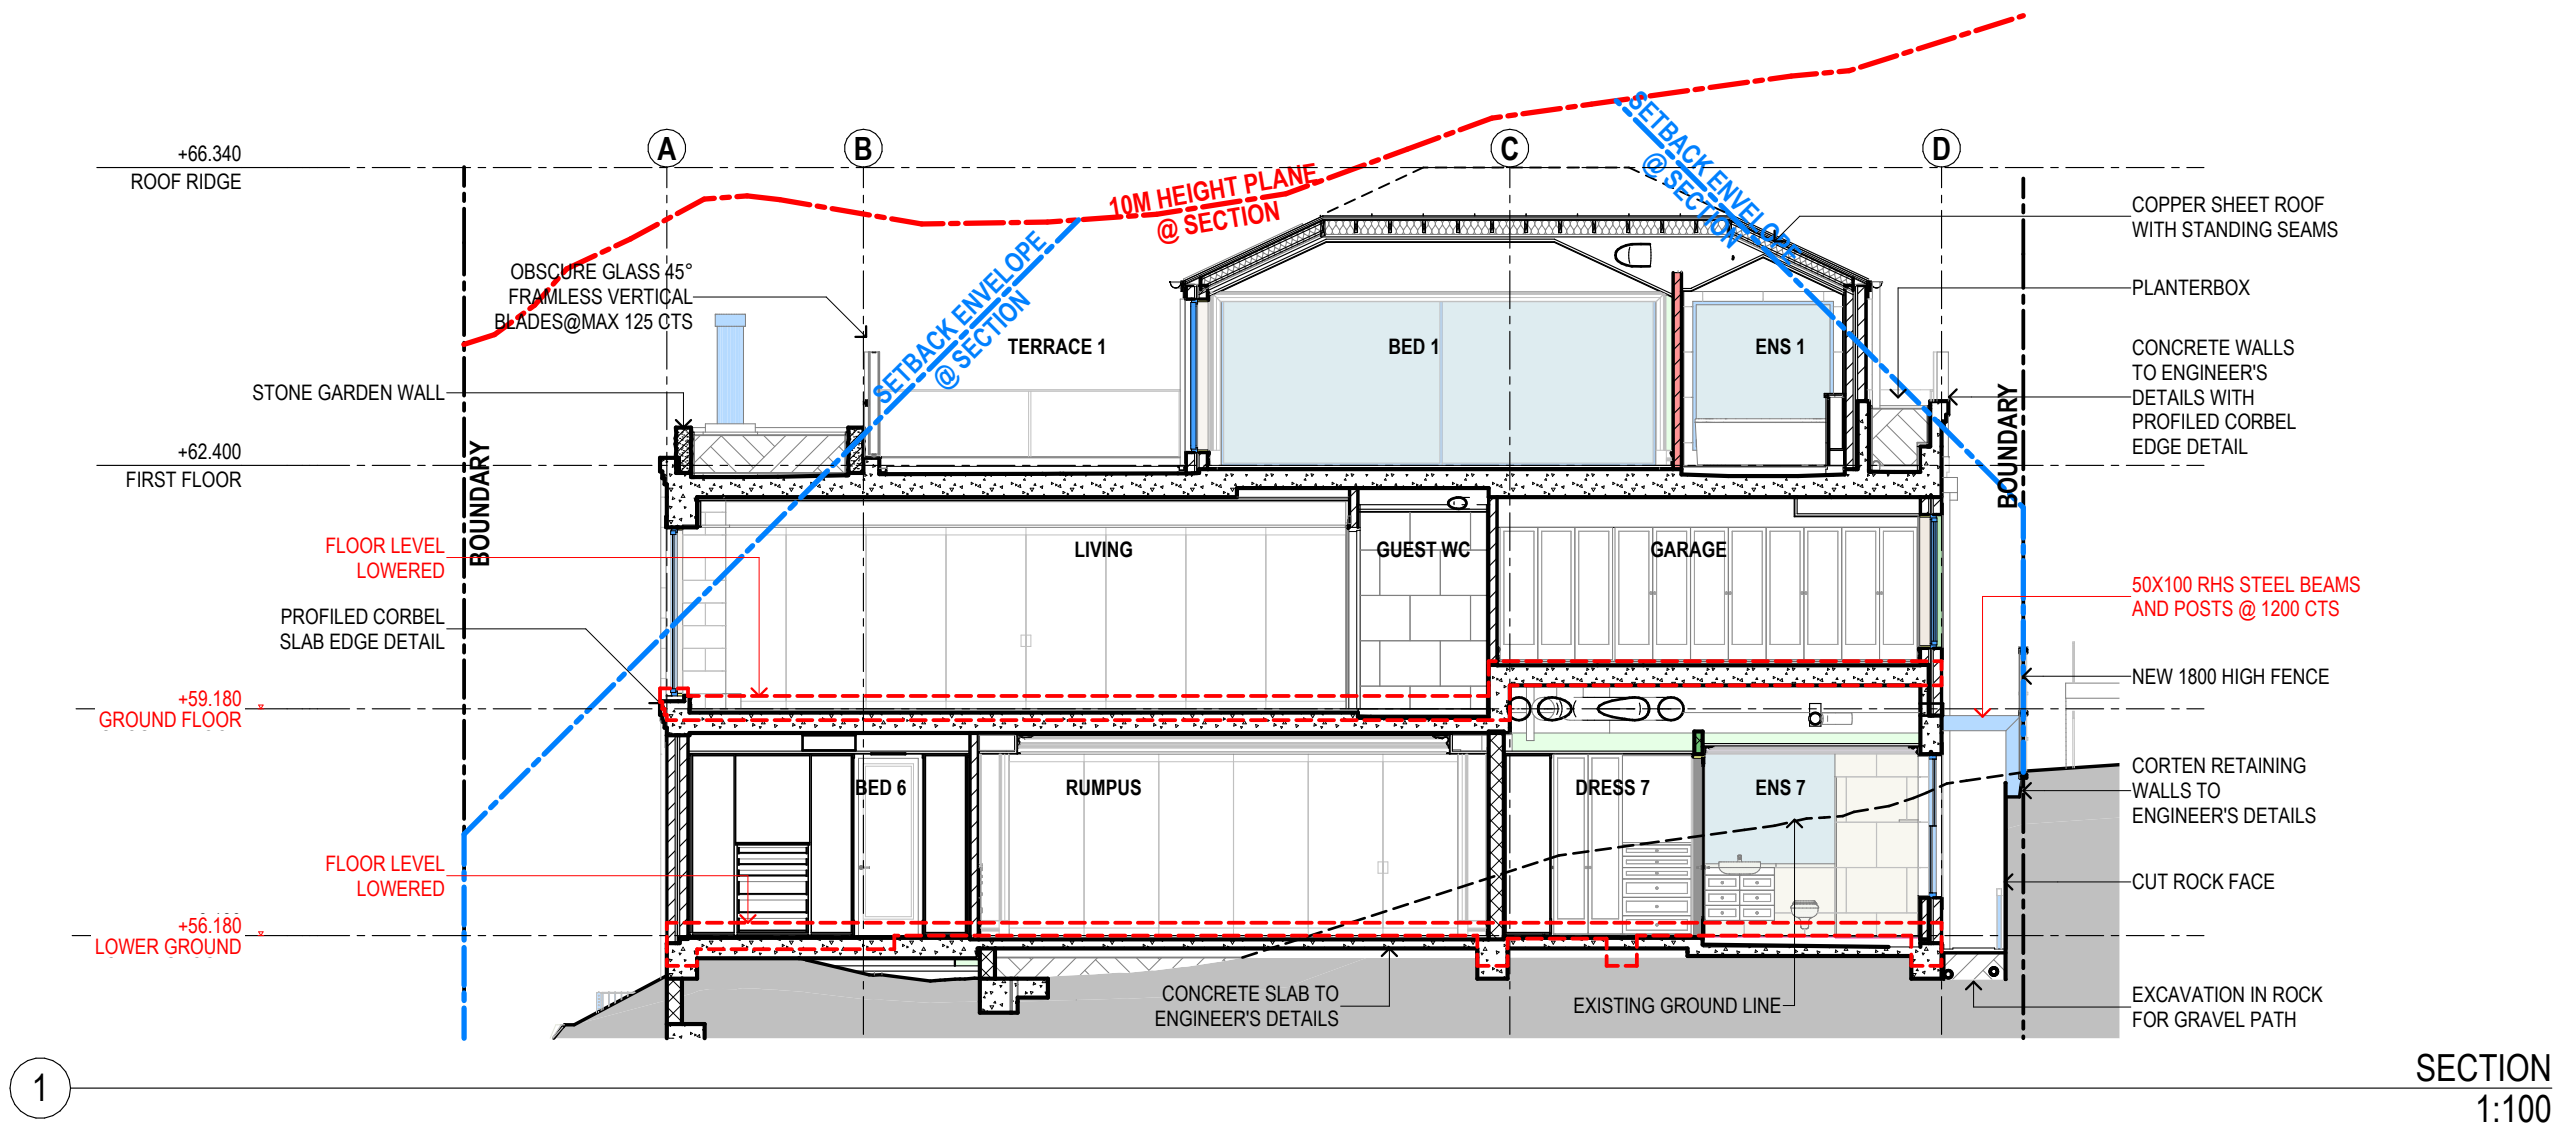 +66.340
ROOF RIDGE
A
B
C
D
10M HEIGHT PLANE
@ SECTION
SETBACK ENVELOPE
@ SECTION
SETBACK ENVELOPE
@ SECTION
OBSCURE GLASS 45°
FRAMLESS VERTICAL
BLADES@MAX 125 CTS
STONE GARDEN WALL
+62.400
FIRST FLOOR
BOUNDARY
FLOOR LEVEL
LOWERED
PROFILED CORBEL
SLAB EDGE DETAIL
+59.180
GROUND FLOOR
FLOOR LEVEL
LOWERED
+56.180
LOWER GROUND
TERRACE 1
BED 1
ENS 1
LIVING
GUEST WC
GARAGE
BED 6
RUMPUS
DRESS 7
ENS 7
CONCRETE SLAB TO
ENGINEER'S DETAILS
EXISTING GROUND LINE
COPPER SHEET ROOF
WITH STANDING SEAMS
PLANTERBOX
CONCRETE WALLS
TO ENGINEER'S
DETAILS WITH
PROFILED CORBEL
EDGE DETAIL
BOUNDARY
50X100 RHS STEEL BEAMS
AND POSTS @ 1200 CTS
NEW 1800 HIGH FENCE
CORTEN RETAINING
WALLS TO
ENGINEER'S DETAILS
CUT ROCK FACE
EXCAVATION IN ROCK
FOR GRAVEL PATH
1
SECTION
1:100